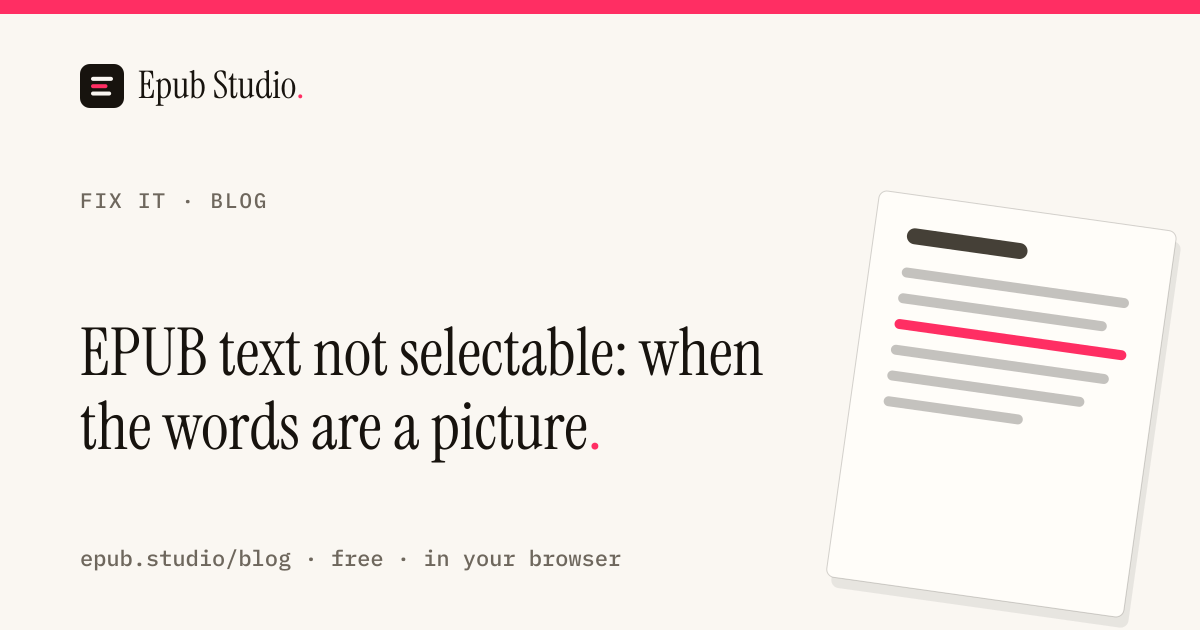 Epub Studio.
FIX IT · BLOG
EPUB text not selectable: when
the words are a picture.
epub.studio/blog · free · in your browser